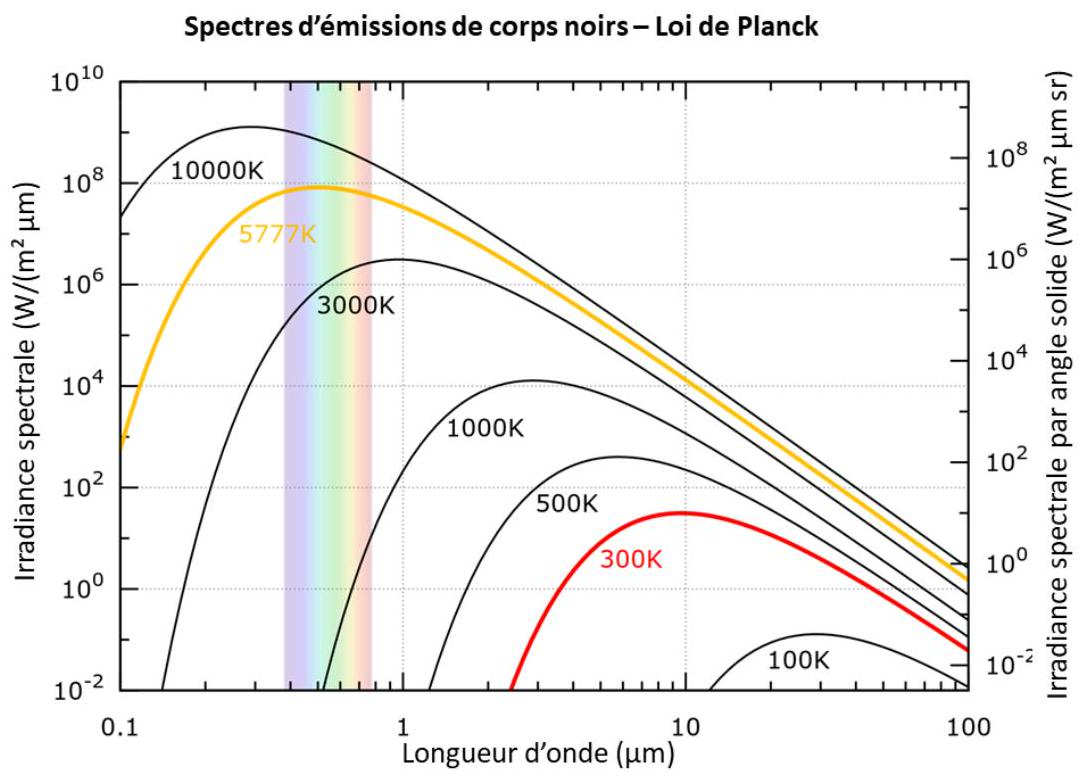 Spectres d’émissions de corps noirs – Loi de Planck
Irradiance spectrale (W/(m² µm)
10^10
10^8
10^6
10^4
10^2
10^0
10^-2
10000K
5777K
3000K
1000K
500K
300K
100K
10^8
10^6
10^4
10^2
10^0
10^-2
Irradiance spectrale par angle solide (W/(m² µm sr)
0.1 1 10 100
Longueur d’onde (µm)